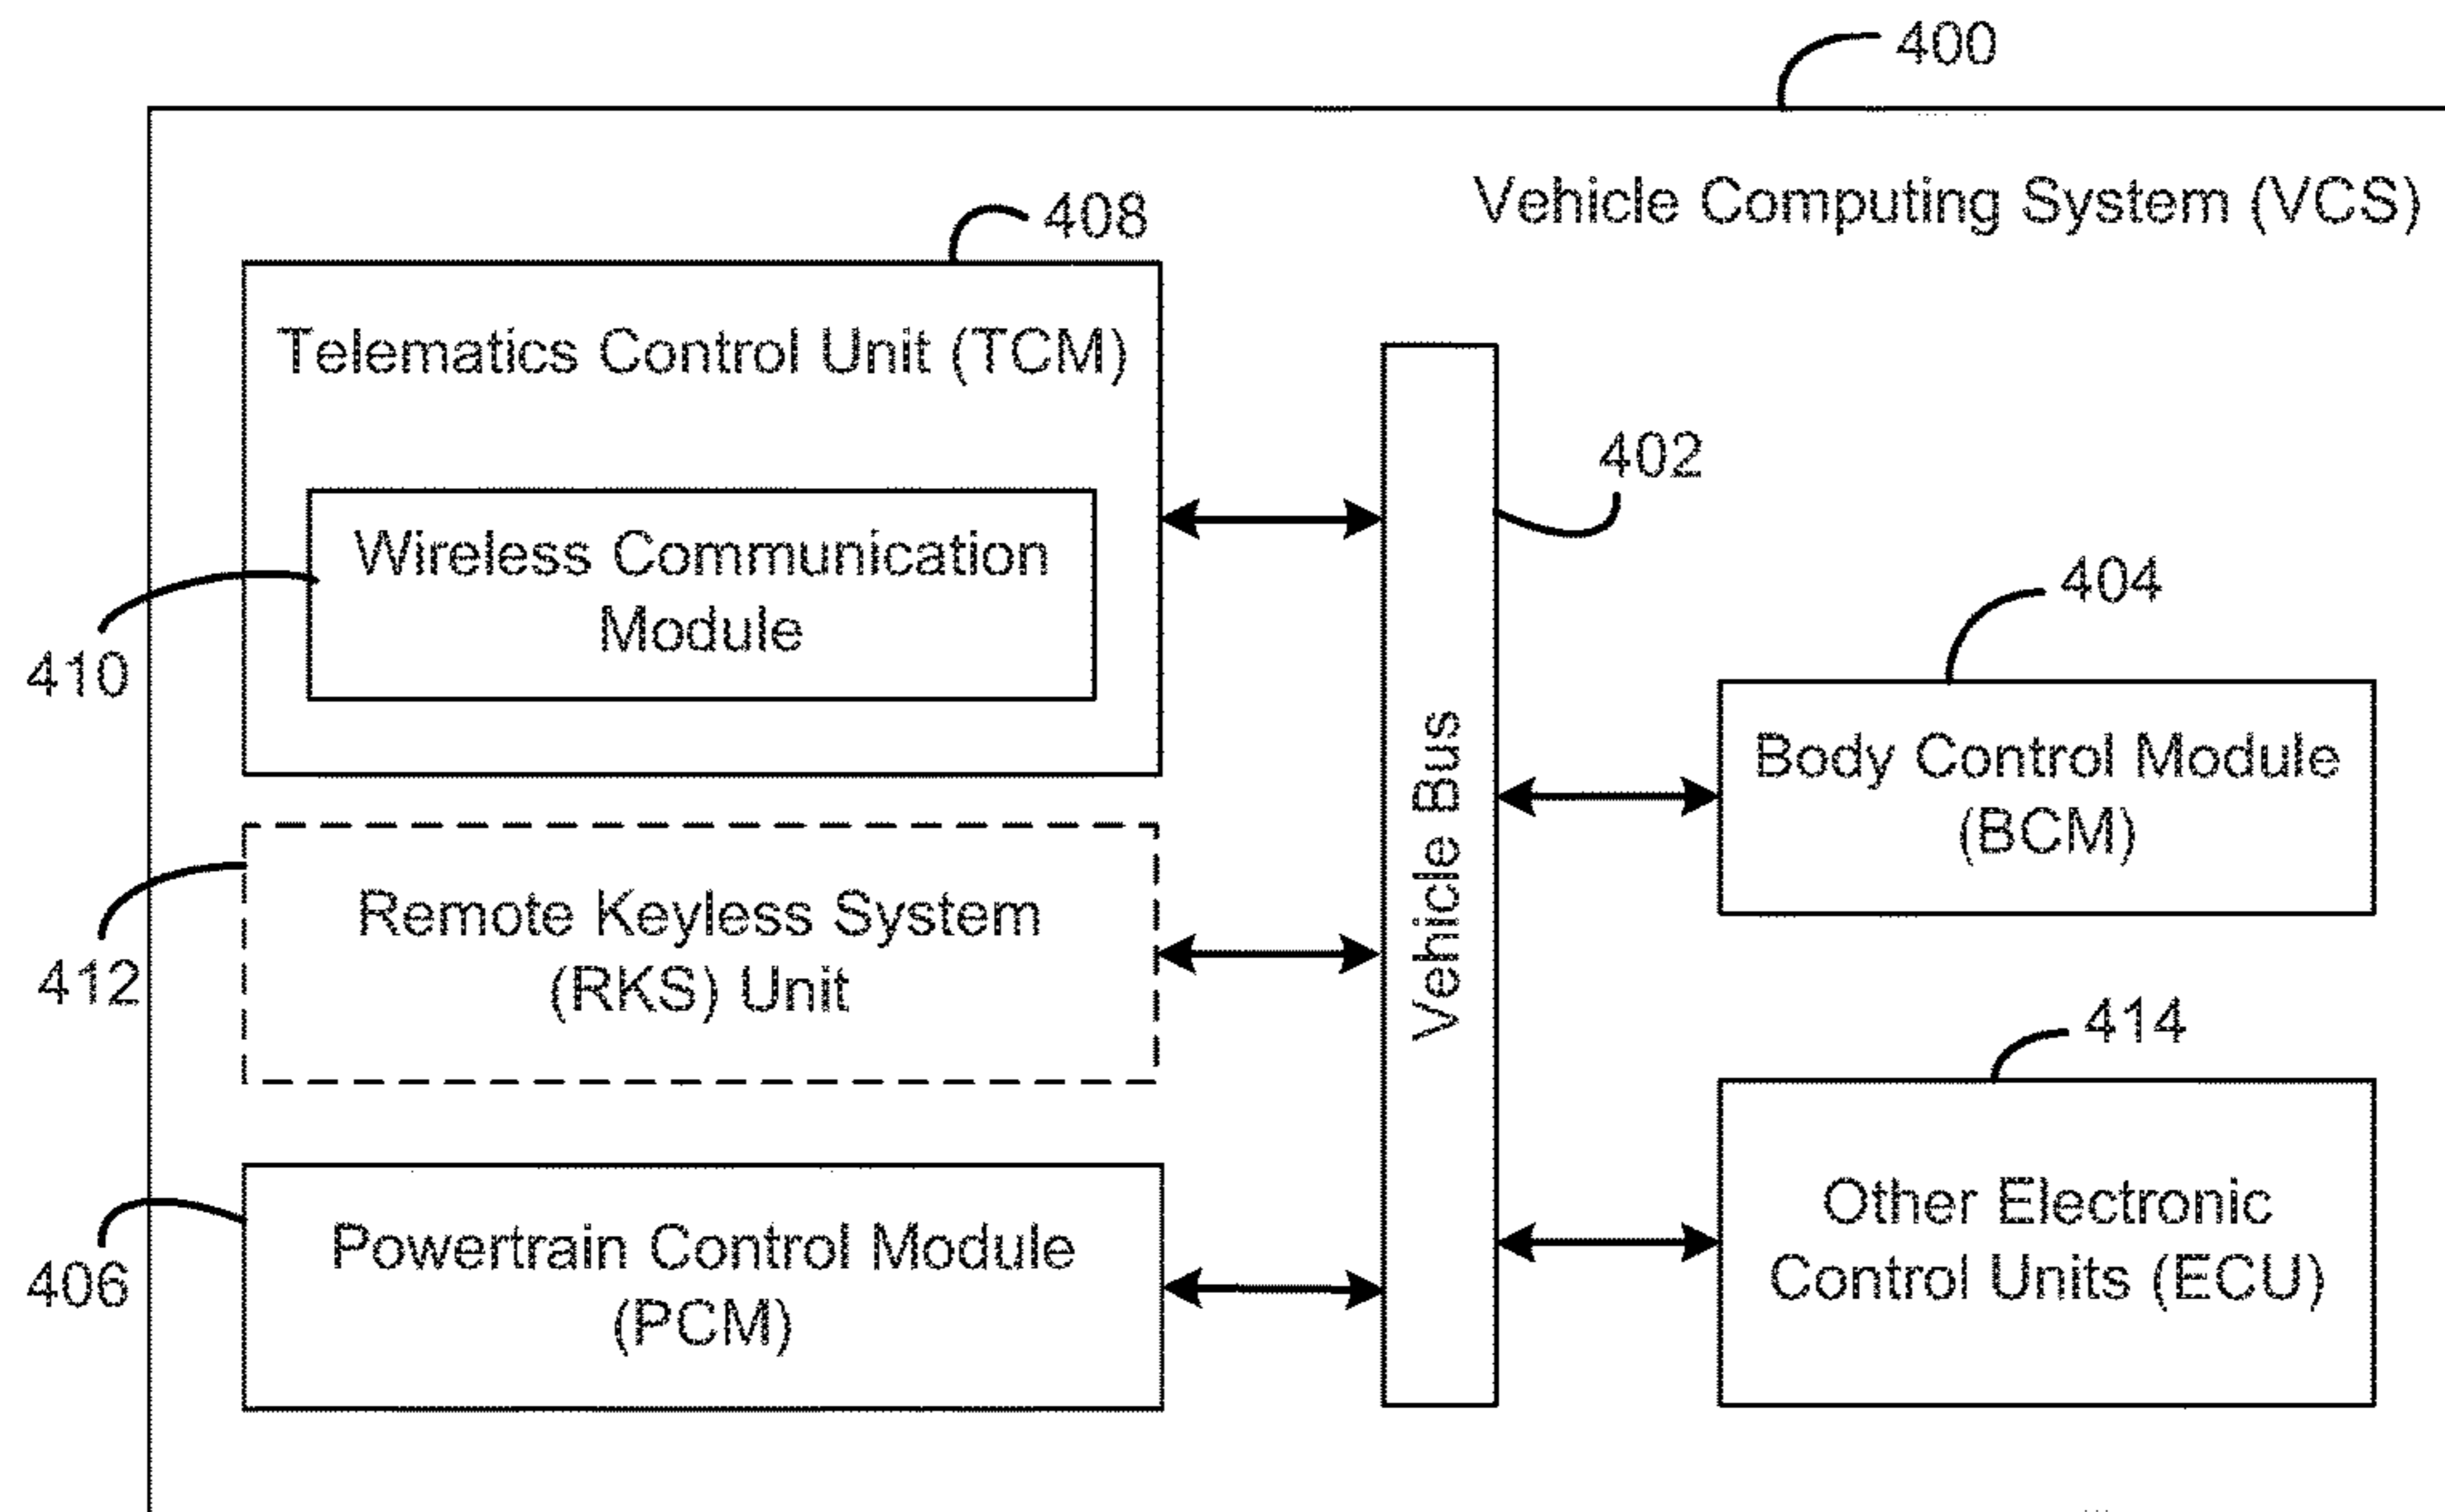 400
Vehicle Computing System (VCS)
408
Telematics Control Unit (TCM)
402
Wireless Communication
Module
410
404
Vehicle Bus
Body Control Module
(BCM)
Remote Keyless System
(RKS) Unit
412
414
Other Electronic
Control Units (ECU)
Powertrain Control Module
(PCM)
406